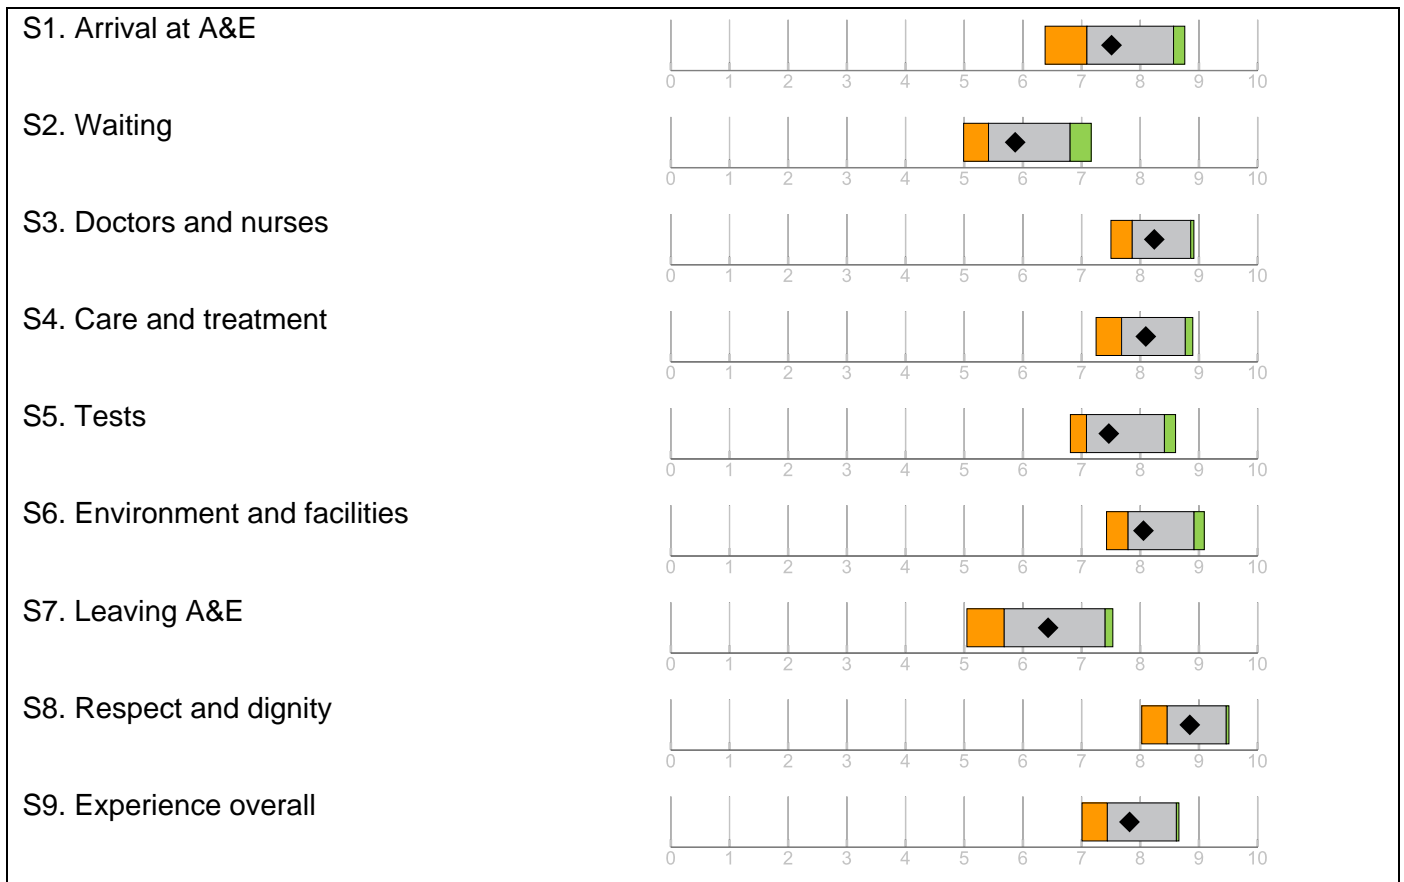 S1. Arrival at A&E
0 1 2 3 4 5 6 7 8 9 10
S2. Waiting
0 1 2 3 4 5 6 7 8 9 10
S3. Doctors and nurses
0 1 2 3 4 5 6 7 8 9 10
S4. Care and treatment
0 1 2 3 4 5 6 7 8 9 10
S5. Tests
0 1 2 3 4 5 6 7 8 9 10
S6. Environment and facilities
0 1 2 3 4 5 6 7 8 9 10
S7. Leaving A&E
0 1 2 3 4 5 6 7 8 9 10
S8. Respect and dignity
0 1 2 3 4 5 6 7 8 9 10
S9. Experience overall
0 1 2 3 4 5 6 7 8 9 10